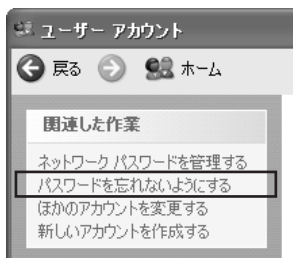 ユーザー アカウント
戻る ホーム
関連した作業
ネットワーク パスワードを管理する
パスワードを忘れないようにする
ほかのアカウントを変更する
新しいアカウントを作成する